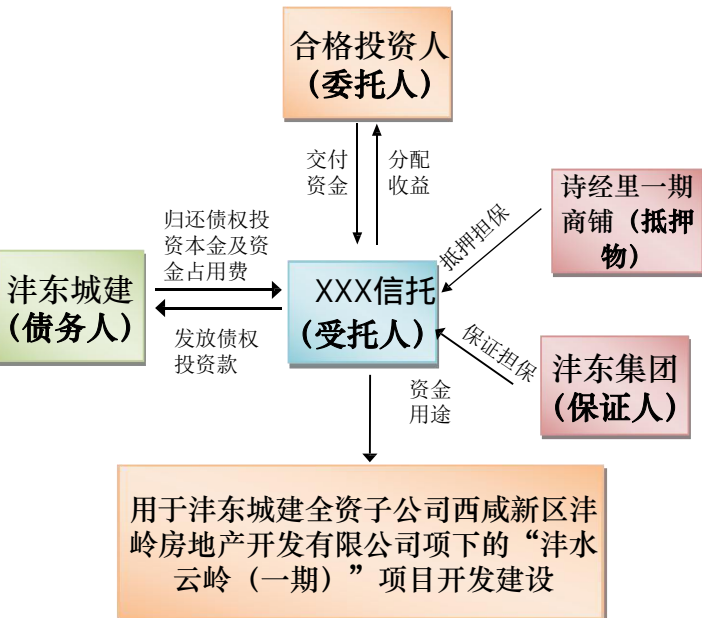 合格投资人
（委托人）
交付
资金
分配
收益
诗经里一期
商铺（抵押
物）
抵押担保
归还债权投
资本金及资
金占用费
沣东城建
（债务人）
XXX信托
（受托人）
发放债权
投资款
保证担保
沣东集团
（保证人）
资金
用途
用于沣东城建全资子公司西咸新区沣
岭房地产开发有限公司项下的“沣水
云岭（一期）”项目开发建设